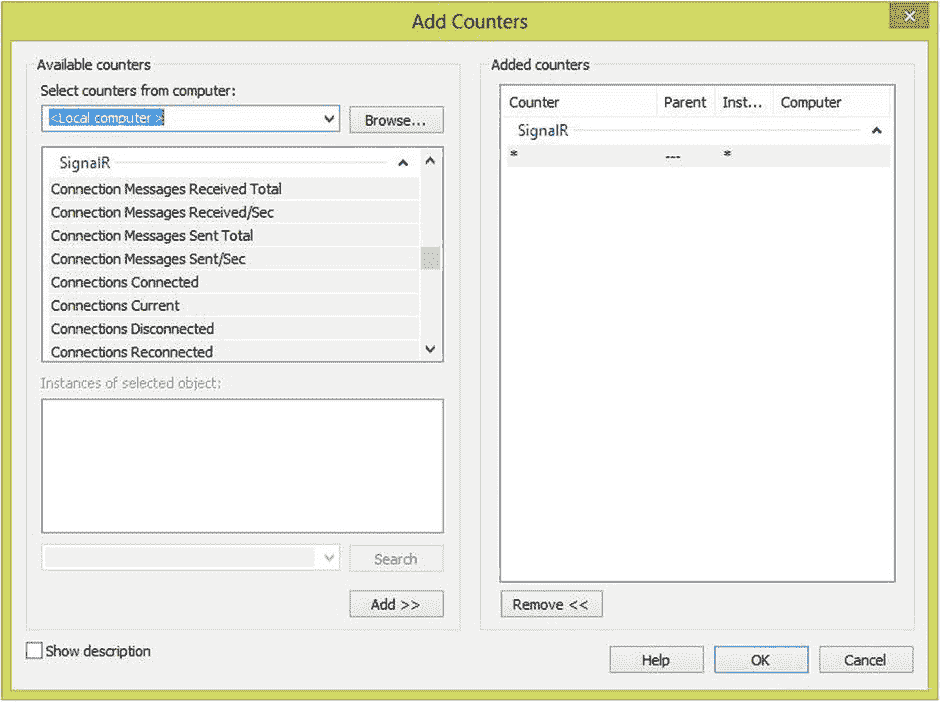 Add Counters
Available counters
Select counters from computer:
<Local computer >
Browse...
SignalR
Connection Messages Received Total
Connection Messages Received/Sec
Connection Messages Sent Total
Connection Messages Sent/Sec
Connections Connected
Connections Current
Connections Disconnected
Connections Reconnected
Instances of selected object:
Search
Add >>
Show description
Added counters
Counter Parent Inst... Computer
SignalR
* --- *
Remove <<
Help OK Cancel